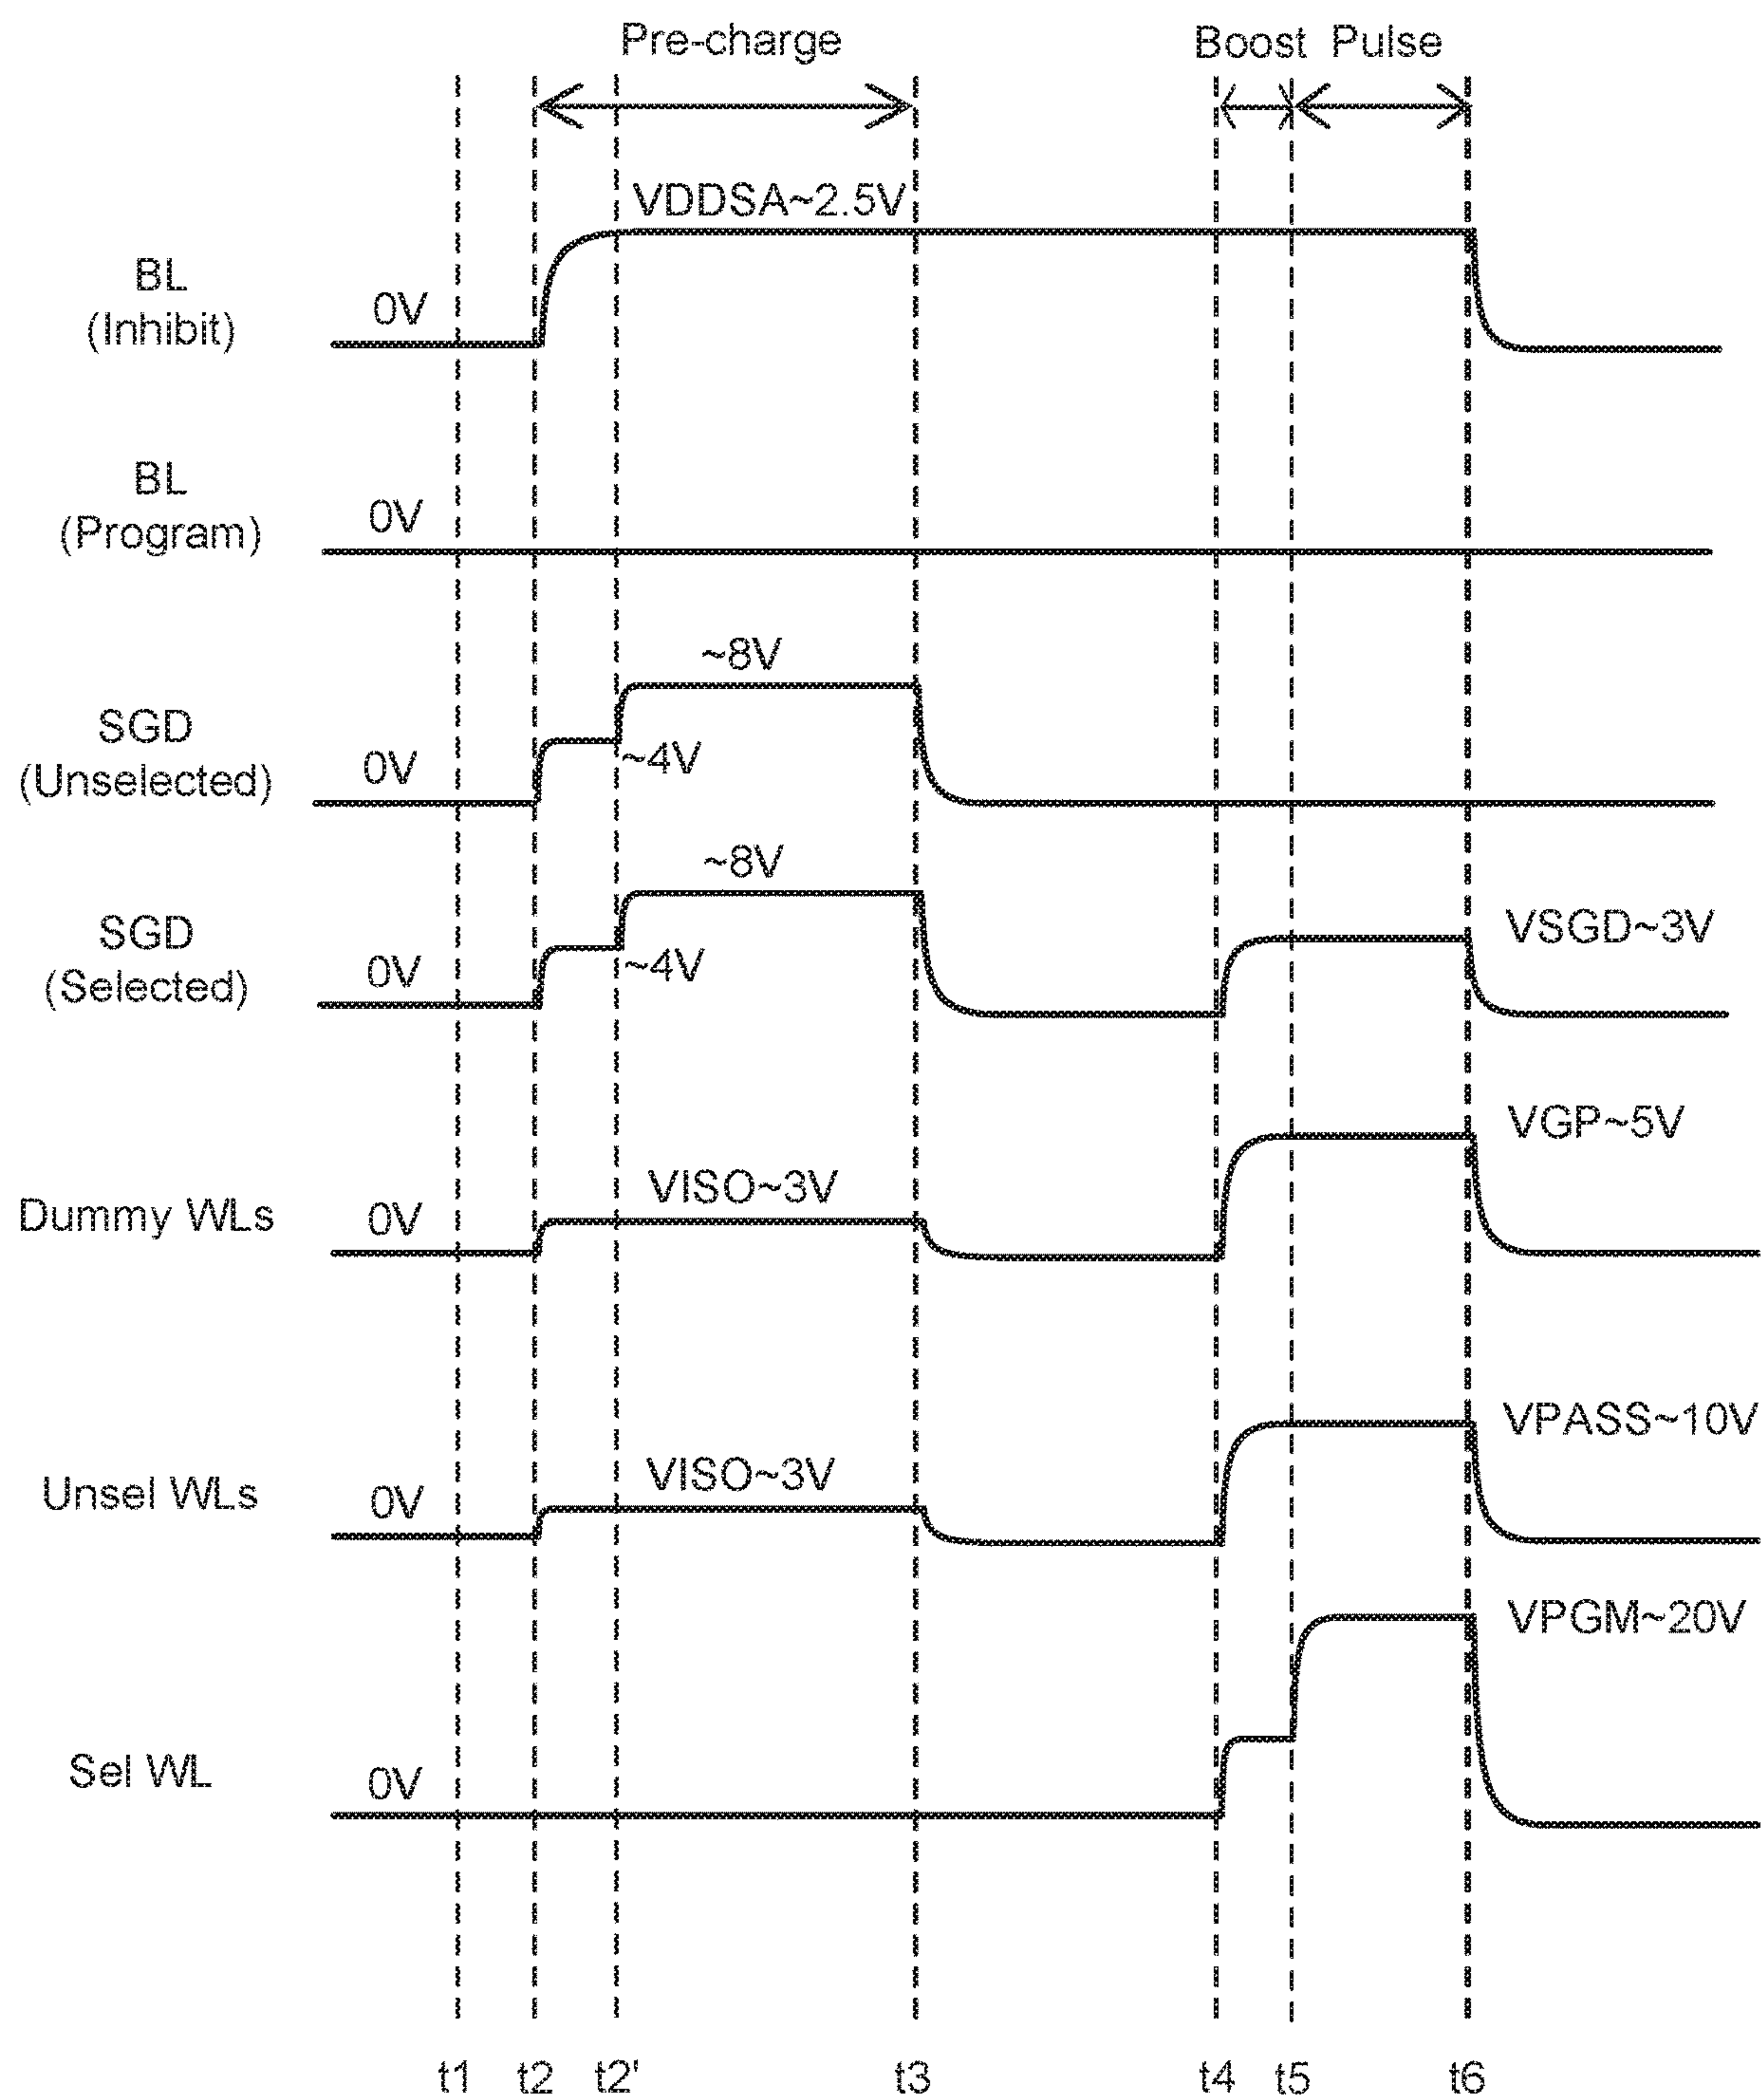 Pre-charge
Boost Pulse
VDDSA~2.5V
BL
(Inhibit)
0V
BL
(Program)
0V
~8V
SGD
(Unselected)
0V
~4V
~8V
SGD
(Selected)
0V
~4V
VSGD~3V
VGP~5V
Dummy WLs
0V
VISO~3V
VPASS~10V
Unsel WLs
0V
VISO~3V
VPGM~20V
Sel WL
0V
t1 t2 t2' t3 t4 t5 t6